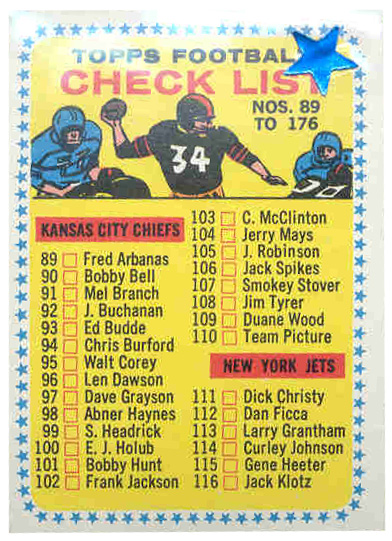 TOPPS FOOTBAL
CHECK LIST
NOS. 89
TO 176
34
KANSAS CITY CHIEFS
89 Fred Arbanas
90 Bobby Bell
91 Mel Branch
92 J. Buchanan
93 Ed Budde
94 Chris Burford
95 Walt Corey
96 Len Dawson
97 Dave Grayson
98 Abner Haynes
99 S. Headrick
100 E. J. Holub
101 Bobby Hunt
102 Frank Jackson
103 C. McClinton
104 Jerry Mays
105 J. Robinson
106 Jack Spikes
107 Smokey Stover
108 Jim Tyrer
109 Duane Wood
110 Team Picture
NEW YORK JETS
111 Dick Christy
112 Dan Ficca
113 Larry Grantham
114 Curley Johnson
115 Gene Heeter
116 Jack Klotz